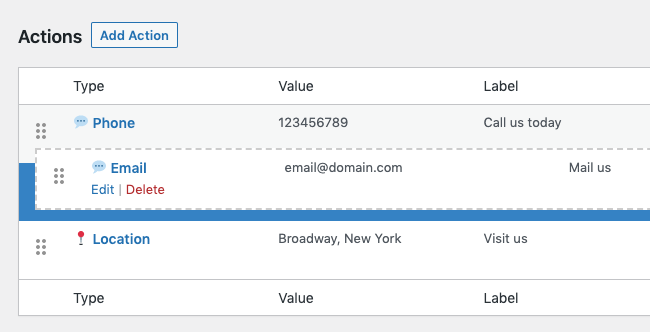 Actions Add Action
Type Value Label
Phone 123456789 Call us today
Email email@domain.com Mail us
Edit | Delete
Location Broadway, New York Visit us
Type Value Label